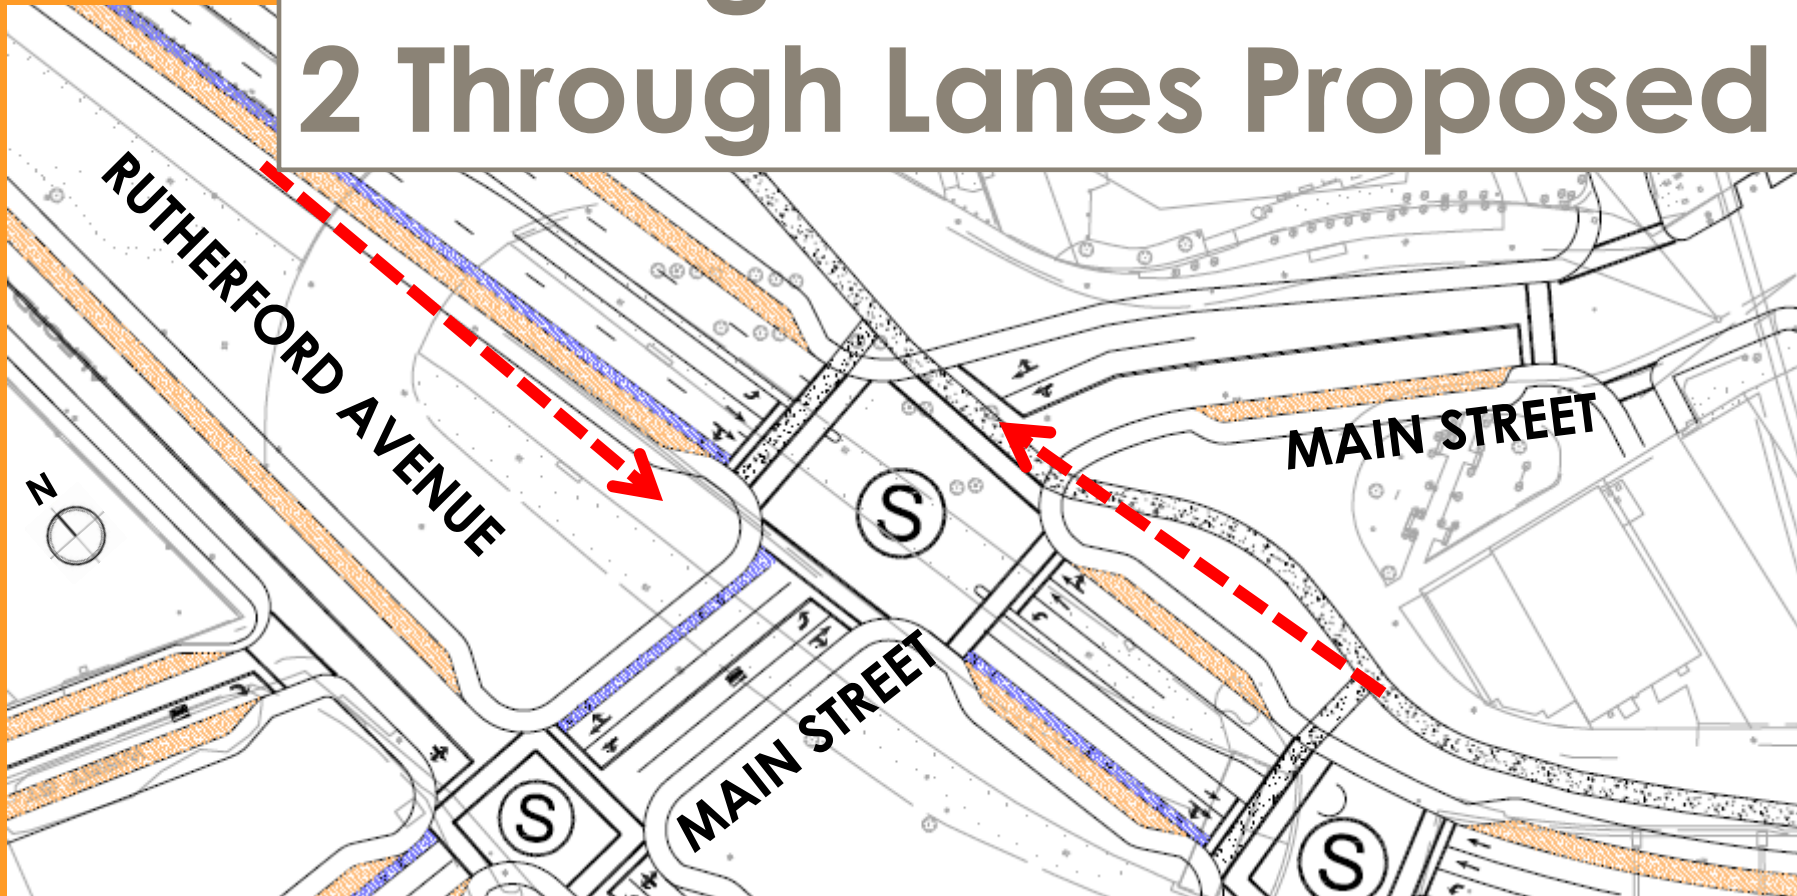 2 Through Lanes Proposed
RUTHERFORD AVENUE
MAIN STREET
N
S
MAIN STREET
S
S